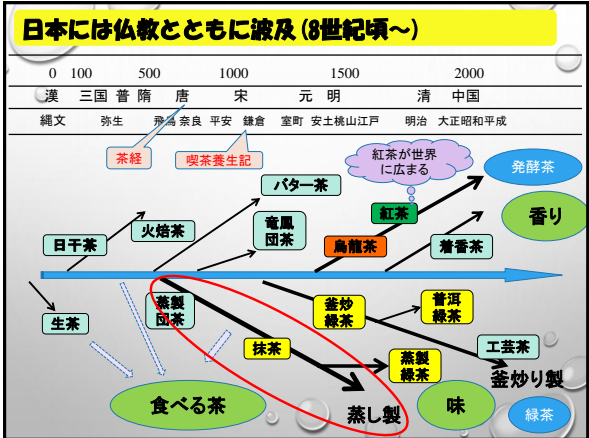 日本には仏教とともに波及(8世紀頃～)
0 100 500 1000 1500 2000
漢 三国 普 隋 唐 宋 元 明 清 中国
縄文 弥生 飛鳥 奈良 平安 鎌倉 室町 安土桃山江戸 明治 大正昭和平成
茶経
喫茶養生記
紅茶が世界
に広まる
発酵茶
バター茶
香り
紅茶
火焙茶
竜鳳
団茶
日干茶
烏龍茶
着香茶
生茶
蒸製
団茶
釜炒
緑茶
普洱
緑茶
抹茶
蒸製
緑茶
工芸茶
釜炒り製
食べる茶
蒸し製
味
緑茶